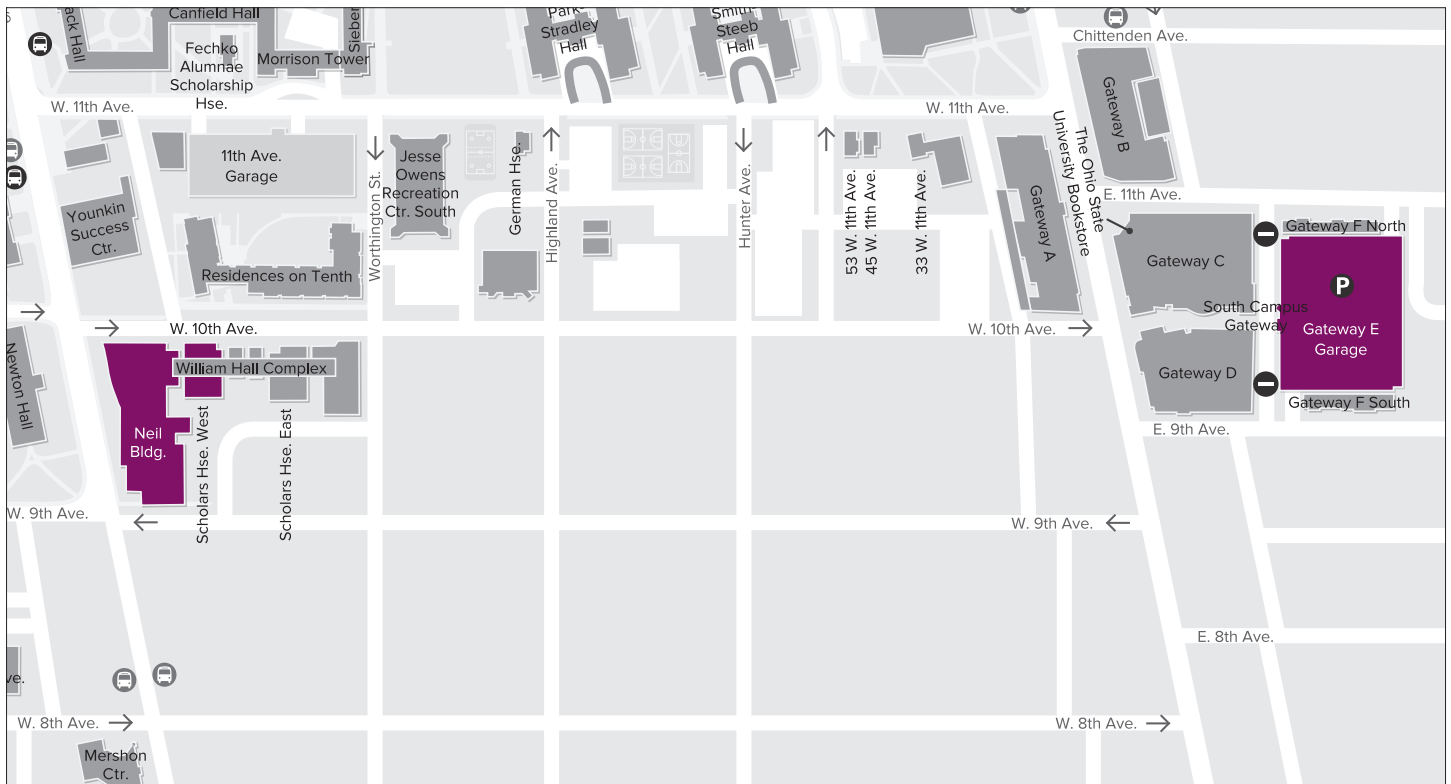 Canfield Hall
Fechko
Alumnae
Scholarship
Hse.
Morrison Tower
Stradley
Hall
Smith-
Steeb
Hall
Chittenden Ave.
W. 11th Ave.
W. 11th Ave.
Gateway B
The Ohio State
University Bookstore
11th Ave.
Garage
Jesse
Owens
Recreation
Ctr. South
German Hse.
Worthington St.
Highland Ave.
Hunter Ave.
53 W. 11th Ave.
45 W. 11th Ave.
33 W. 11th Ave.
Gateway A
E. 11th Ave.
Younkin
Success
Ctr.
Gateway F North
Gateway C
Residences on Tenth
P
South Campus
Gateway
W. 10th Ave.
W. 10th Ave.
Gateway E
Garage
Newton Hall
William Hall Complex
Gateway D
Gateway F South
Neil
Bldg.
Scholars Hse. West
Scholars Hse. East
E. 9th Ave.
W. 9th Ave.
W. 9th Ave.
E. 8th Ave.
ve.
W. 8th Ave.
W. 8th Ave.
Mershon
Ctr.